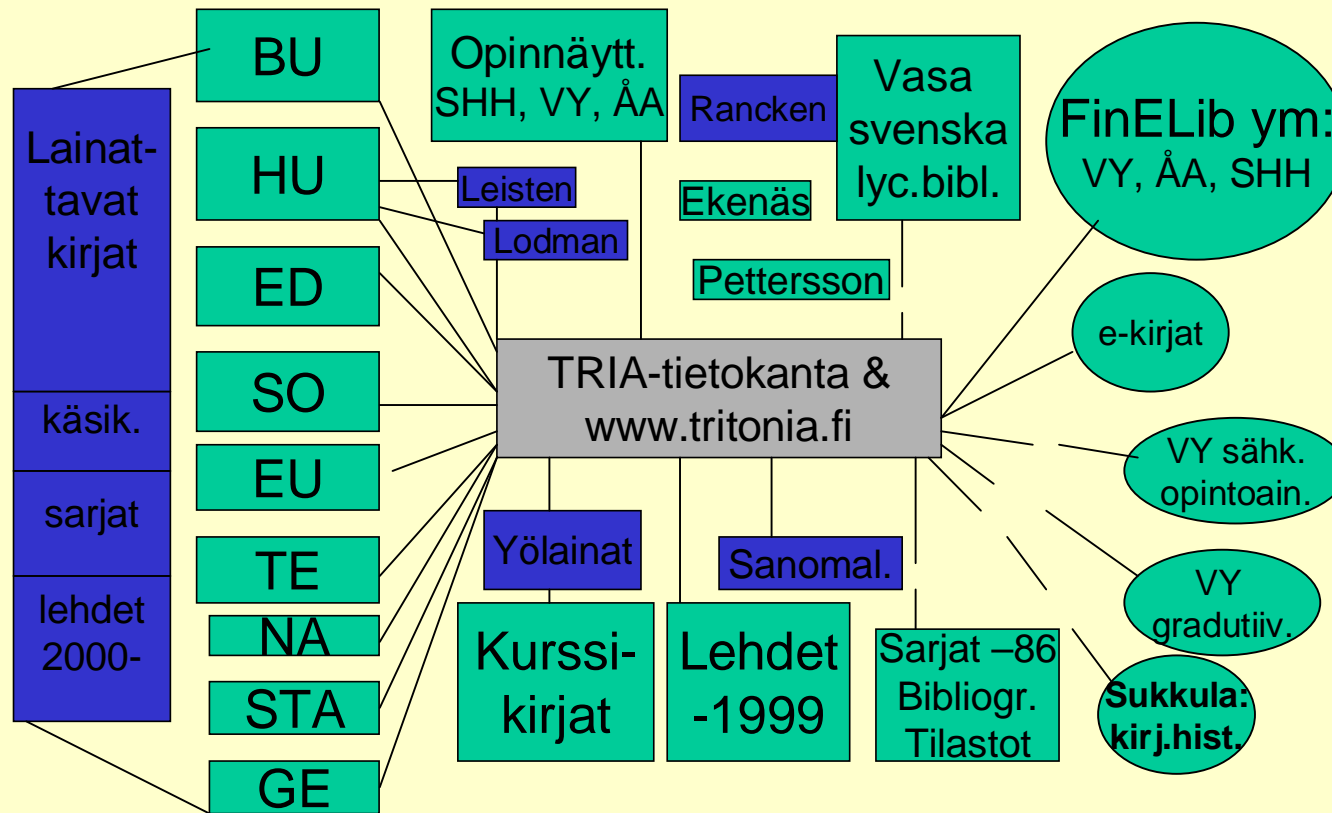 Lainat-
tavat
kirjat
käsik.
sarjat
lehdet
2000-
BU
HU
ED
SO
EU
TE
NA
STA
GE
Opinnäytt.
SHH, VY, ÅA
Leisten
Lodman
Rancken
Ekenäs
Pettersson
Vasa
svenska
lyc.bibl.
FinELib ym:
VY, ÅA, SHH
e-kirjat
TRIA-tietokanta &
www.tritonia.fi
VY sähk.
opintoain.
VY
gradutiiv.
Sukkula:
kirj.hist.
Yölainat
Kurssi-
kirjat
Lehdet
-1999
Sanomal.
Sarjat –86
Bibliogr.
Tilastot